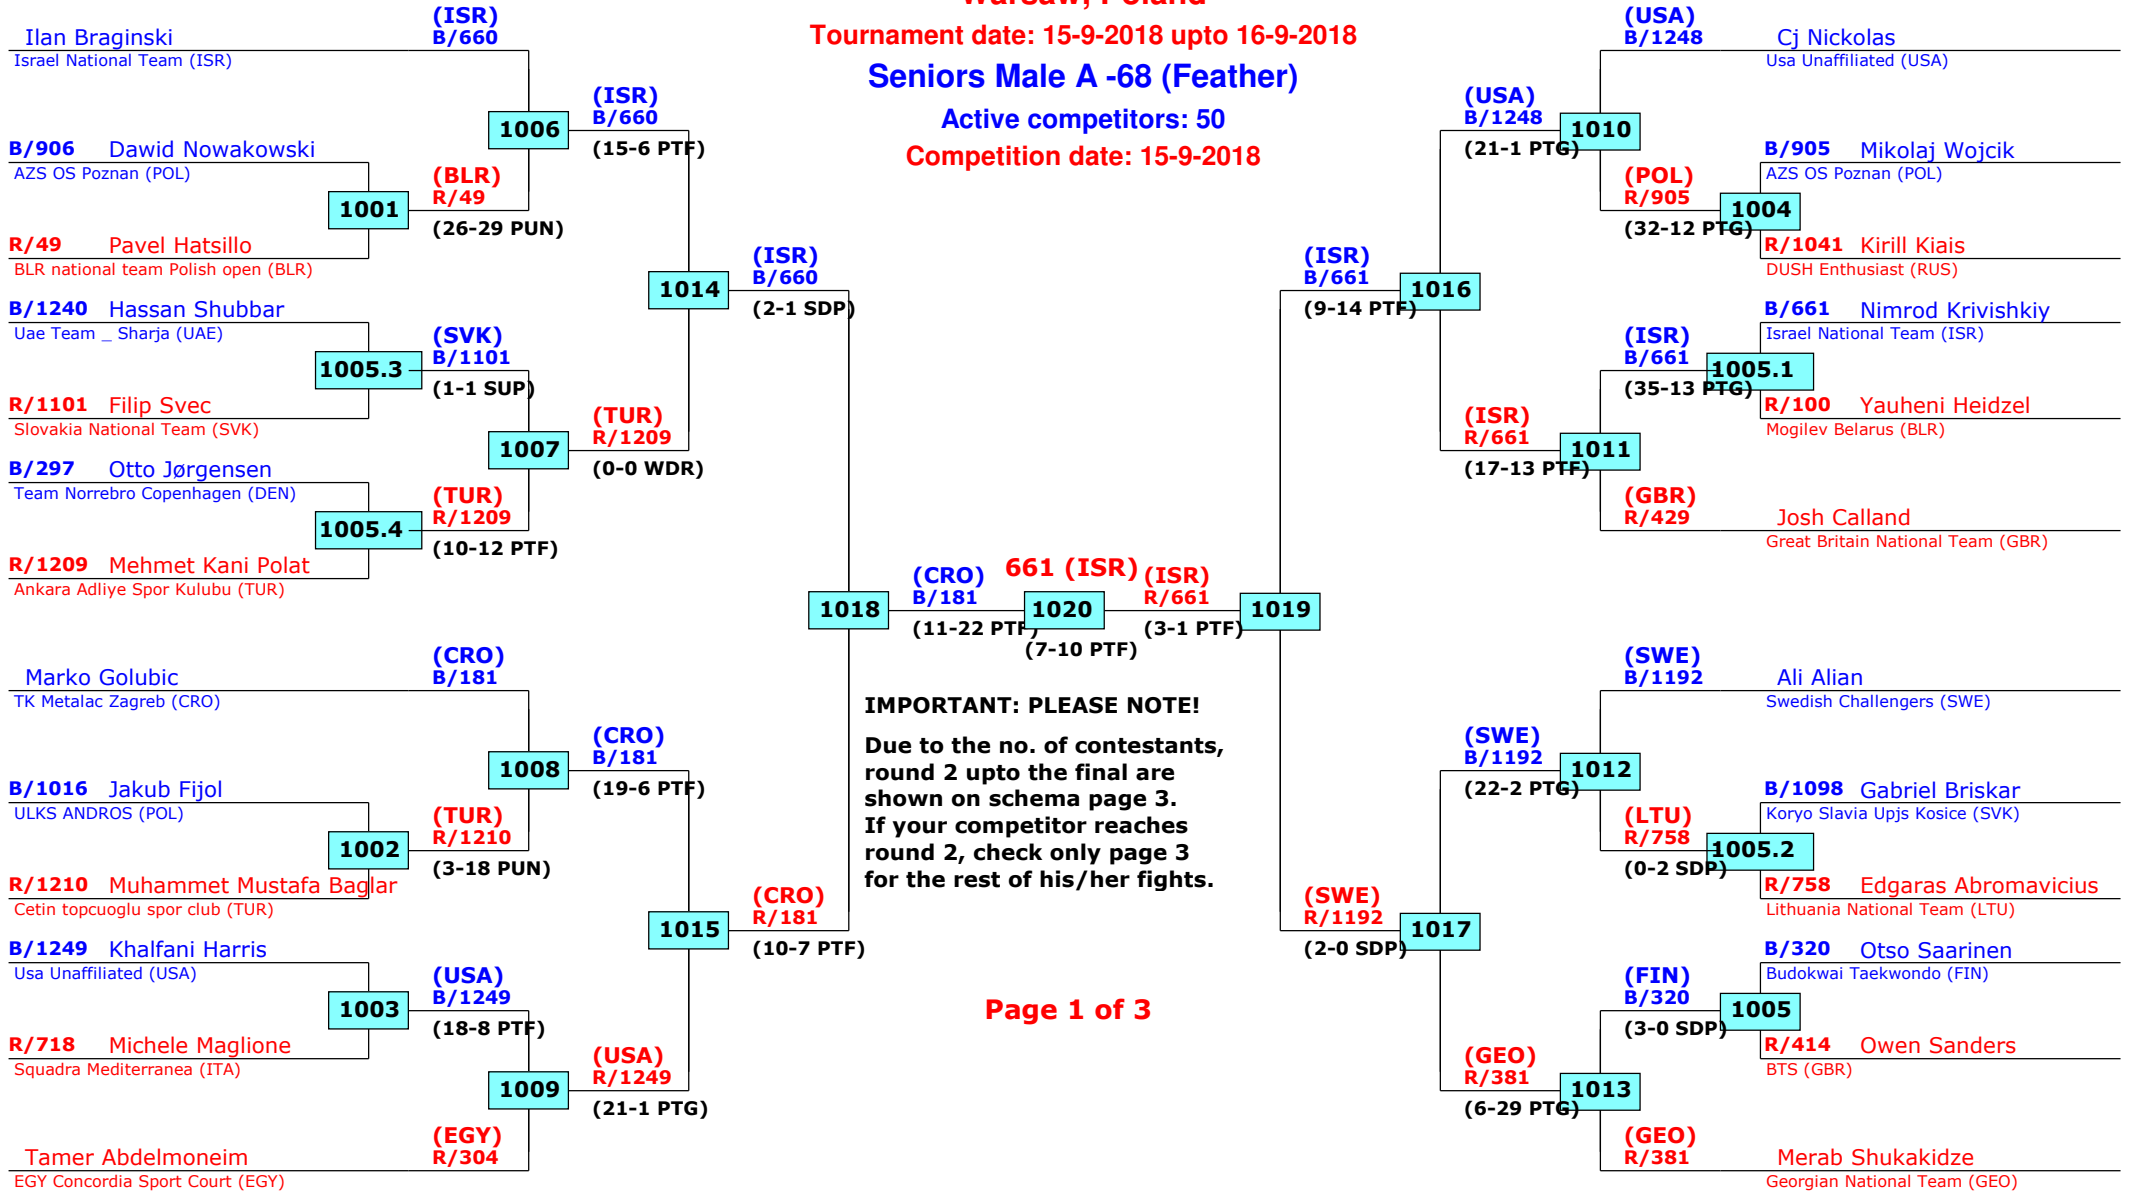 Warsaw, Poland
Tournament date: 15-9-2018 upto 16-9-2018
Seniors Male A -68 (Feather)
Active competitors: 50
Competition date: 15-9-2018
Ilan Braginski
Israel National Team (ISR)
(ISR)
B/660
1006
(ISR)
B/660
(15-6 PTF)
B/906 Dawid Nowakowski
AZS OS Poznan (POL)
1001
(BLR)
R/49
(26-29 PUN)
R/49 Pavel Hatsillo
BLR national team Polish open (BLR)
1014
(ISR)
B/660
(2-1 SDP)
B/1240 Hassan Shubbar
Uae Team _ Sharja (UAE)
1005.3
(SVK)
B/1101
(1-1 SUP)
R/1101 Filip Svec
Slovakia National Team (SVK)
1007
(TUR)
R/1209
(0-0 WDR)
B/297 Otto Jørgensen
Team Norrebro Copenhagen (DEN)
1005.4
(TUR)
R/1209
(10-12 PTF)
R/1209 Mehmet Kani Polat
Ankara Adliye Spor Kulubu (TUR)
1018
(CRO)
B/181
(11-22 PTF)
661 (ISR)
1020
(7-10 PTF)
(ISR)
R/661
(3-1 PTF)
1019
Marko Golubic
TK Metalac Zagreb (CRO)
(CRO)
B/181
1008
(CRO)
B/181
(19-6 PTF)
B/1016 Jakub Fijol
ULKS ANDROS (POL)
1002
(TUR)
R/1210
(3-18 PUN)
R/1210 Muhammet Mustafa Baglar
Cetin topcuoglu spor club (TUR)
1015
(CRO)
R/181
(10-7 PTF)
B/1249 Khalfani Harris
Usa Unaffiliated (USA)
1003
(USA)
B/1249
(18-8 PTF)
R/718 Michele Maglione
Squadra Mediterranea (ITA)
1009
(USA)
R/1249
(21-1 PTG)
(EGY)
R/304
Tamer Abdelmoneim
EGY Concordia Sport Court (EGY)
IMPORTANT: PLEASE NOTE!
Due to the no. of contestants,
round 2 upto the final are
shown on schema page 3.
If your competitor reaches
round 2, check only page 3
for the rest of his/her fights.
Page 1 of 3
(USA)
B/1248
Cj Nickolas
Usa Unaffiliated (USA)
(USA)
B/1248
(21-1 PTG)
1010
B/905 Mikolaj Wojcik
AZS OS Poznan (POL)
(POL)
R/905
(32-12 PTG)
1004
R/1041 Kirill Kiais
DUSH Enthusiast (RUS)
(ISR)
B/661
(9-14 PTF)
1016
B/661 Nimrod Krivishkiy
Israel National Team (ISR)
(ISR)
B/661
(35-13 PTG)
1005.1
R/100 Yauheni Heidzel
Mogilev Belarus (BLR)
(ISR)
R/661
(17-13 PTF)
1011
(GBR)
R/429
Josh Calland
Great Britain National Team (GBR)
(SWE)
B/1192
Ali Alian
Swedish Challengers (SWE)
(SWE)
B/1192
(22-2 PTG)
1012
B/1098 Gabriel Briskar
Koryo Slavia Upjs Kosice (SVK)
(LTU)
R/758
(0-2 SDP)
1005.2
R/758 Edgaras Abromavicius
Lithuania National Team (LTU)
(SWE)
R/1192
(2-0 SDP)
1017
B/320 Otso Saarinen
Budokwai Taekwondo (FIN)
(FIN)
B/320
(3-0 SDP)
1005
R/414 Owen Sanders
BTS (GBR)
(GEO)
R/381
(6-29 PTG)
1013
(GEO)
R/381
Merab Shukakidze
Georgian National Team (GEO)